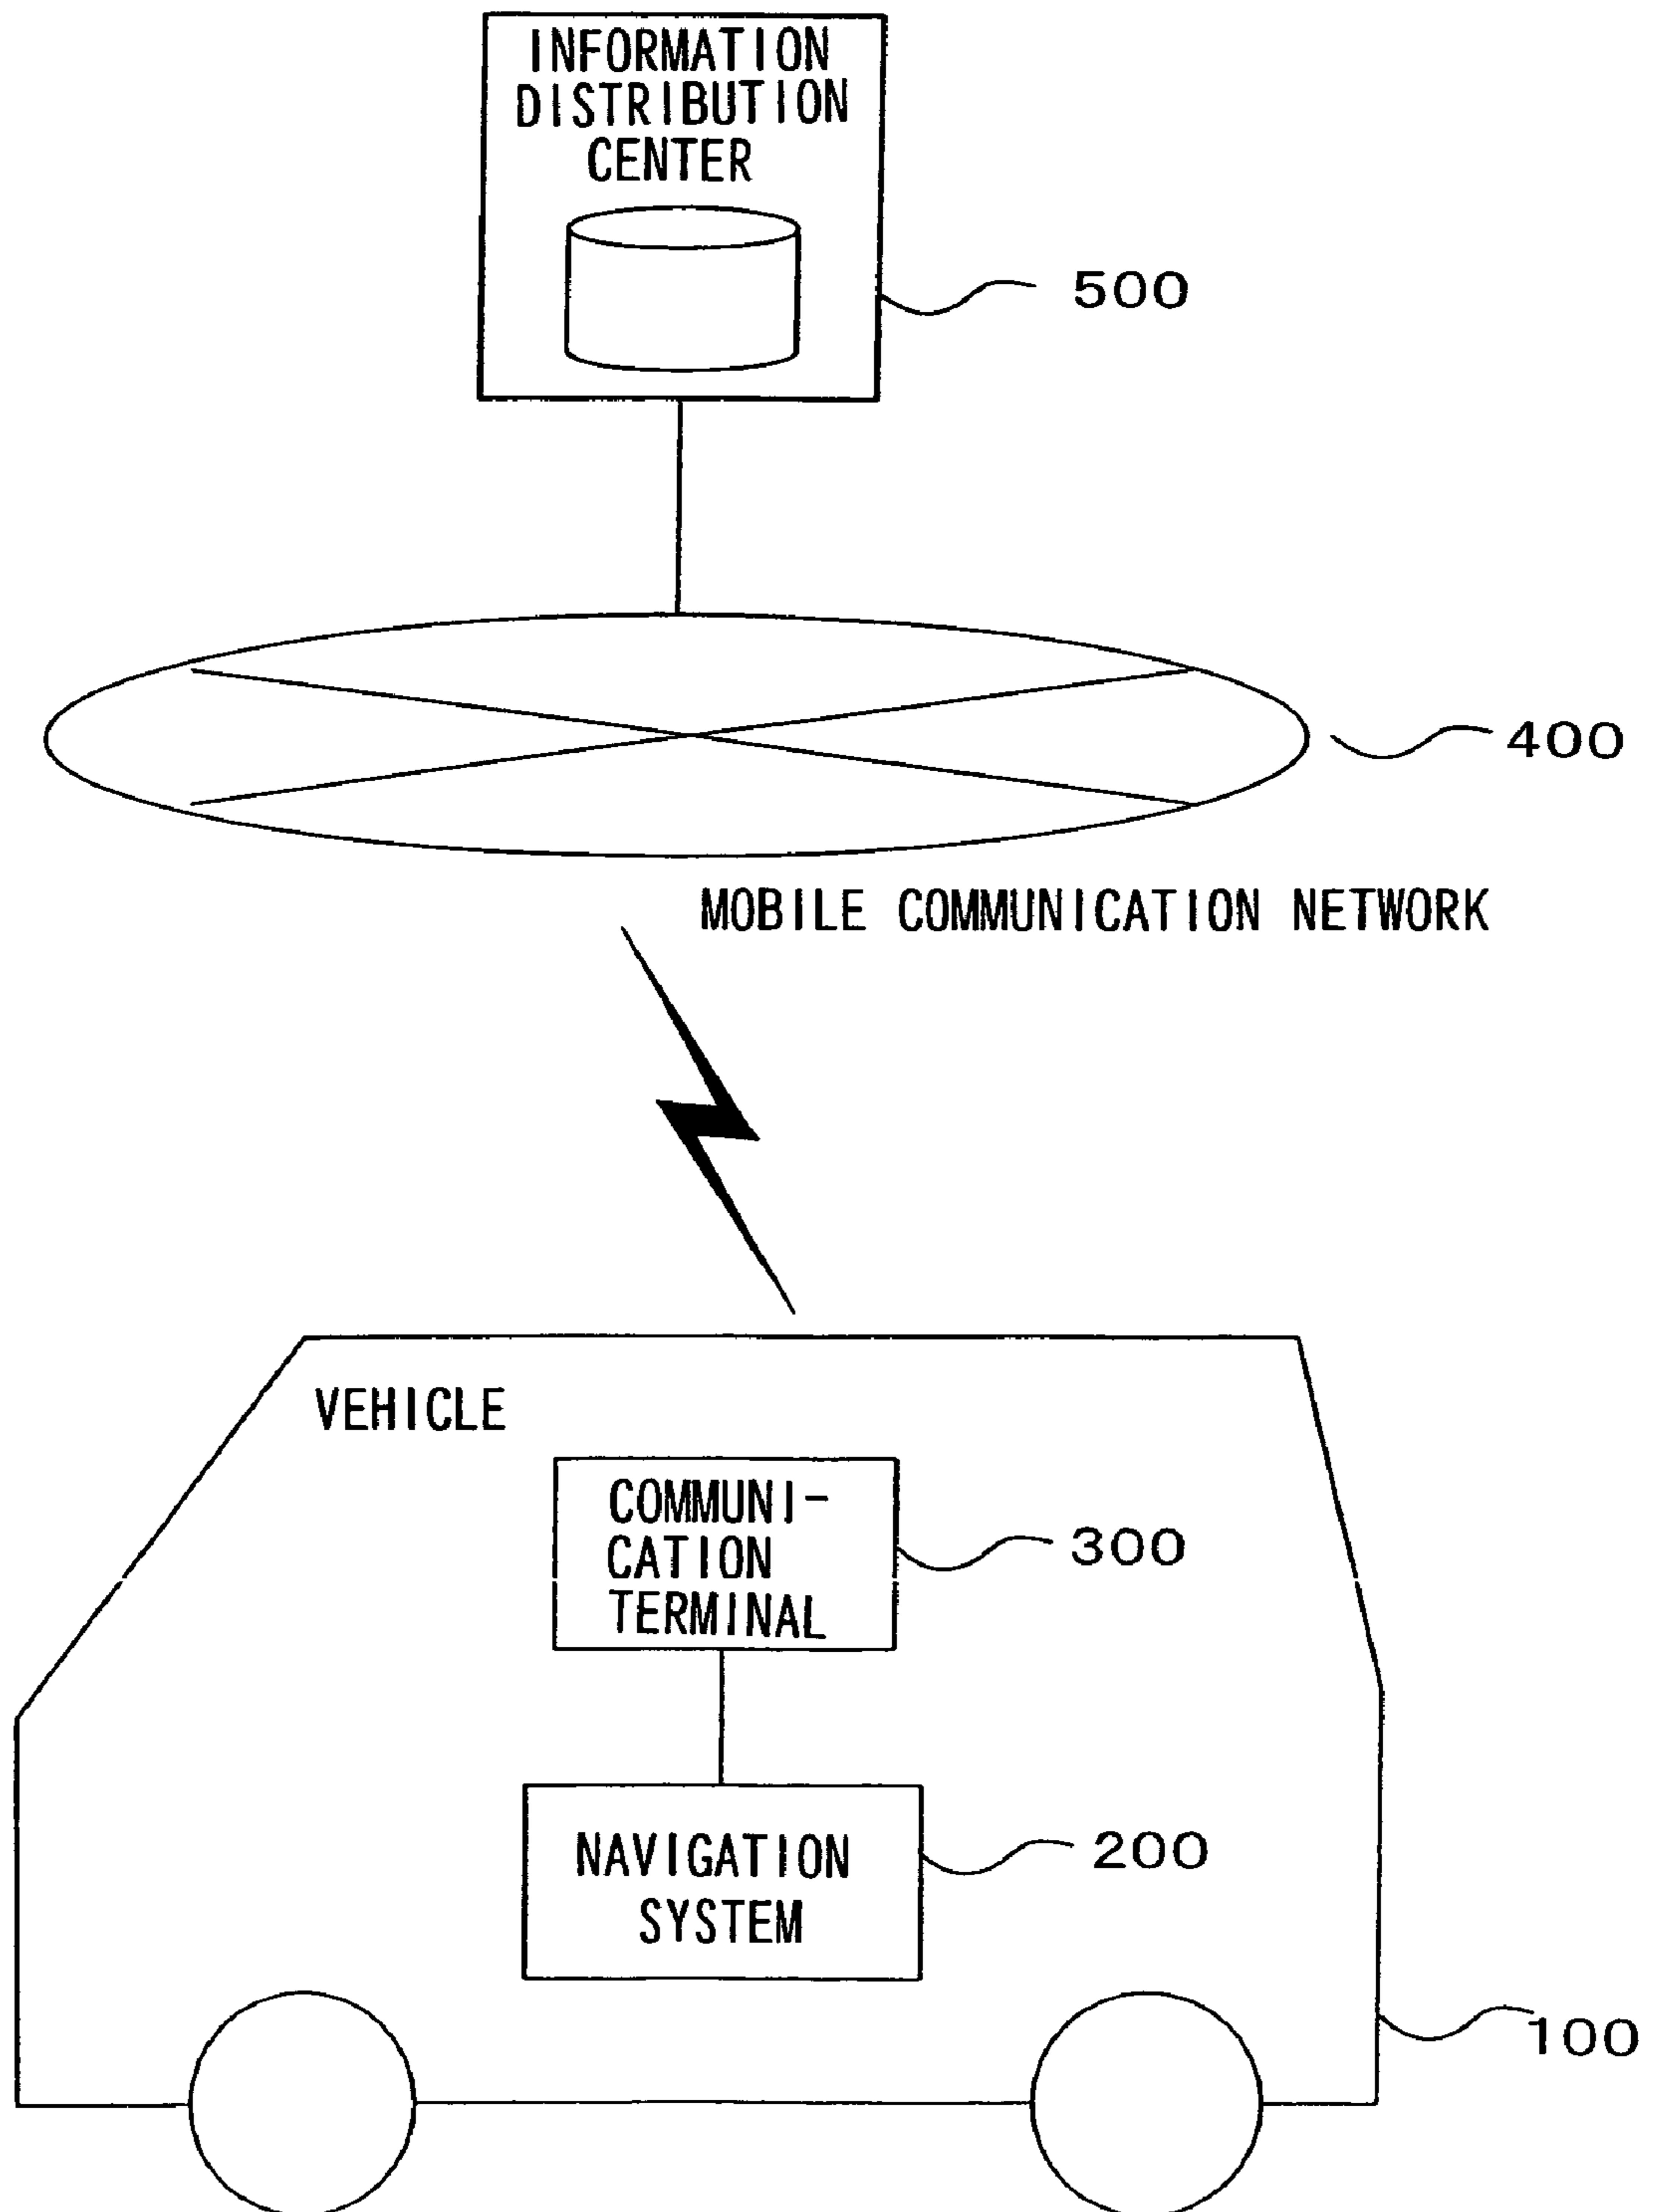 INFORMATION
DISTRIBUTION
CENTER
500
400
MOBILE COMMUNICATION NETWORK
VEHICLE
COMMUNI-
CATION
TERMINAL
300
NAVIGATION
SYSTEM
200
100